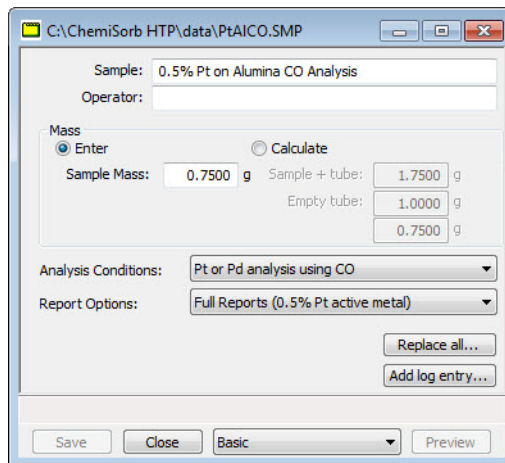 C:\ChemiSorb HTP\data\PtAlCO.SMP
Sample: 0.5% Pt on Alumina CO Analysis
Operator:
Mass
Enter Calculate
Sample Mass: 0.7500 g Sample + tube: 1.7500 g
Empty tube: 1.0000 g
0.7500 g
Analysis Conditions: Pt or Pd analysis using CO
Report Options: Full Reports (0.5% Pt active metal)
Replace all...
Add log entry...
Save Close Basic Preview